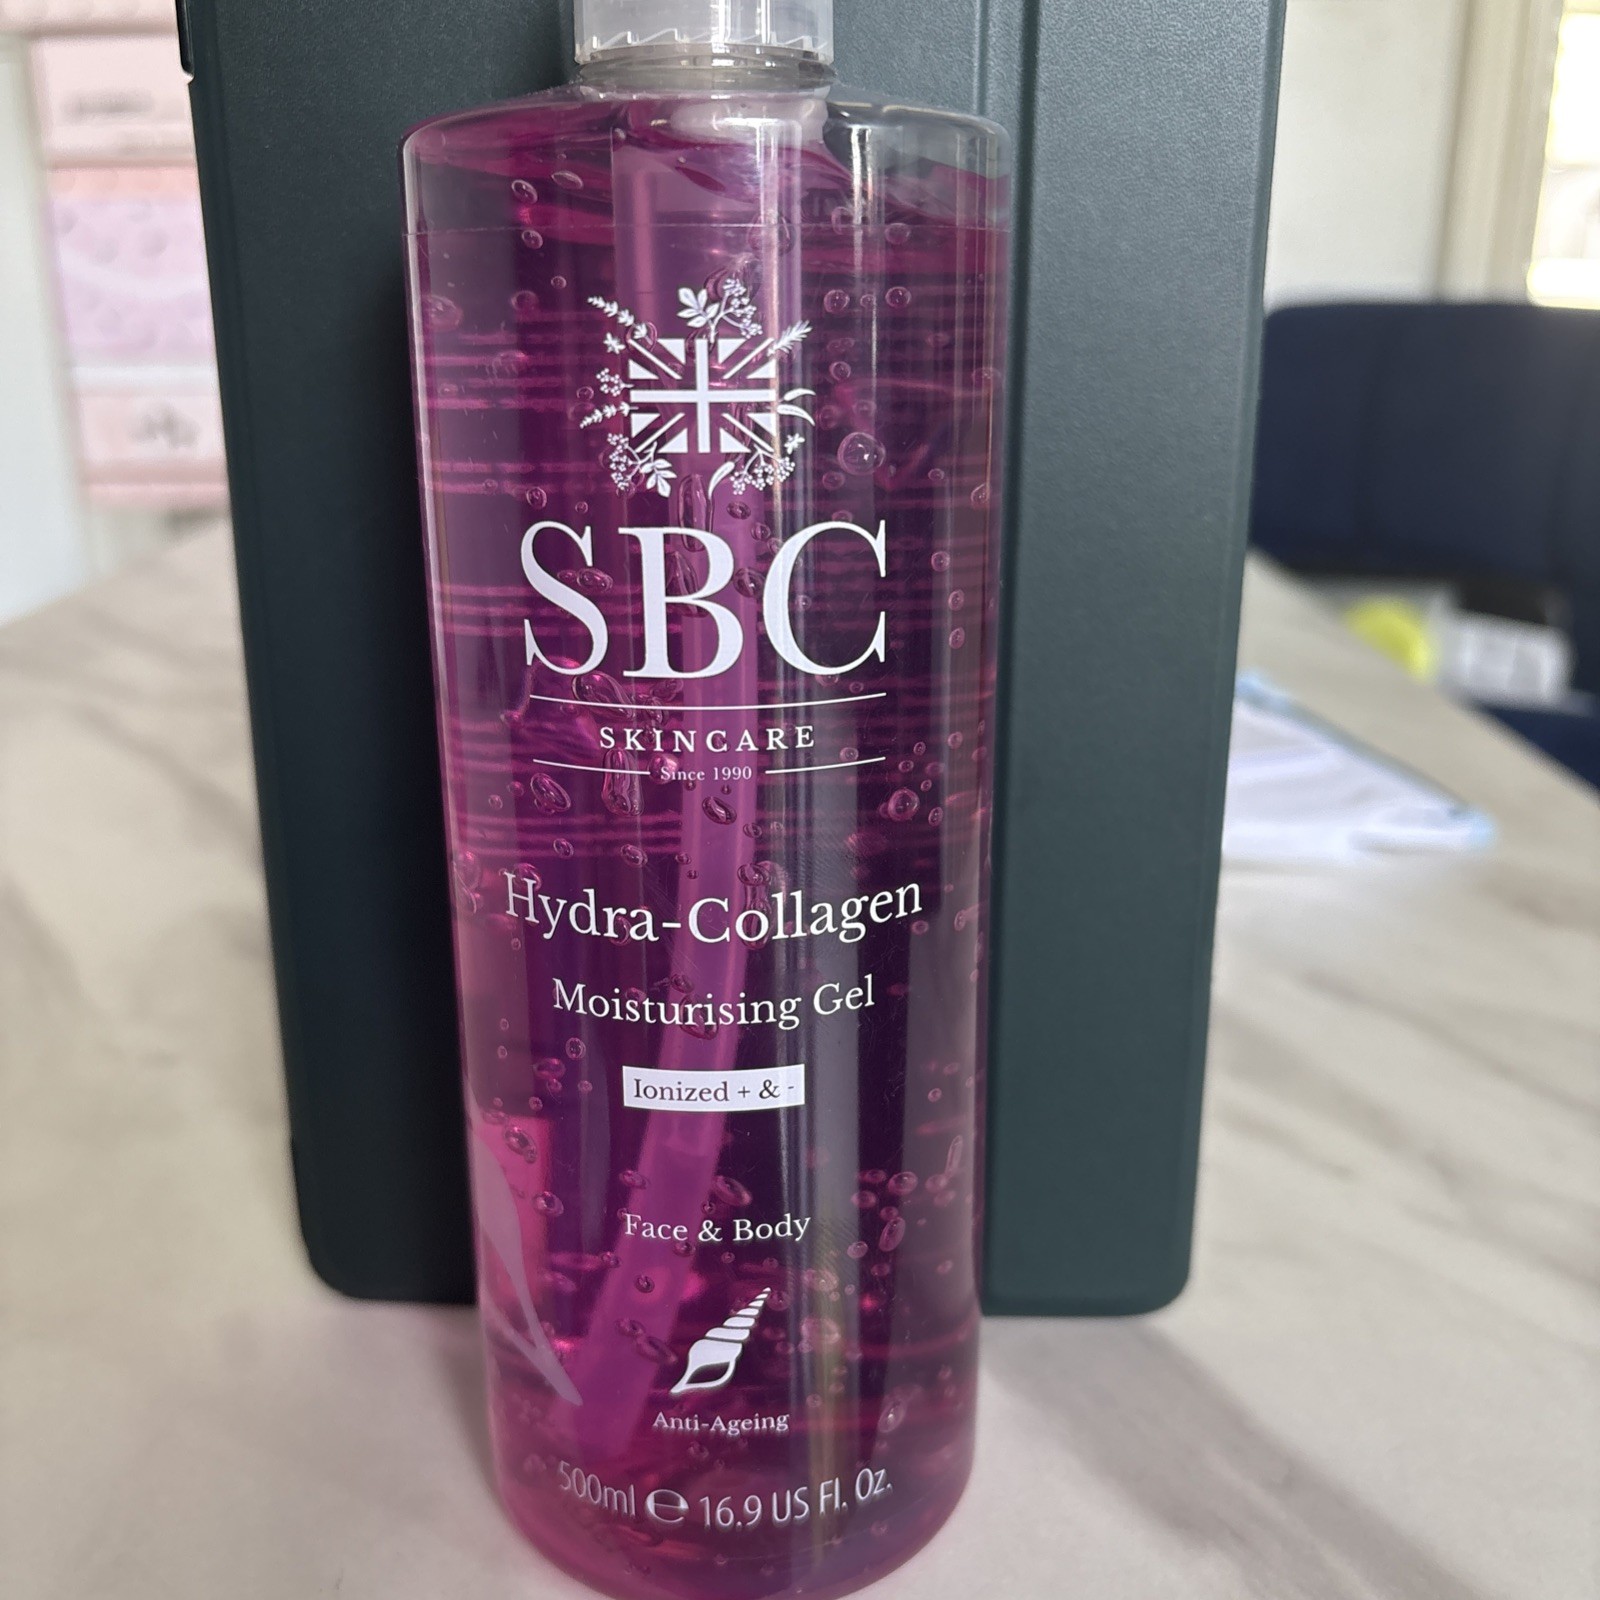 SBC
SKINCARE
Since 1990
Hydra-Collagen
Moisturising Gel
Ionized + & -
Face & Body
Anti-Ageing
500ml ℮ 16.9 US Fl. Oz.